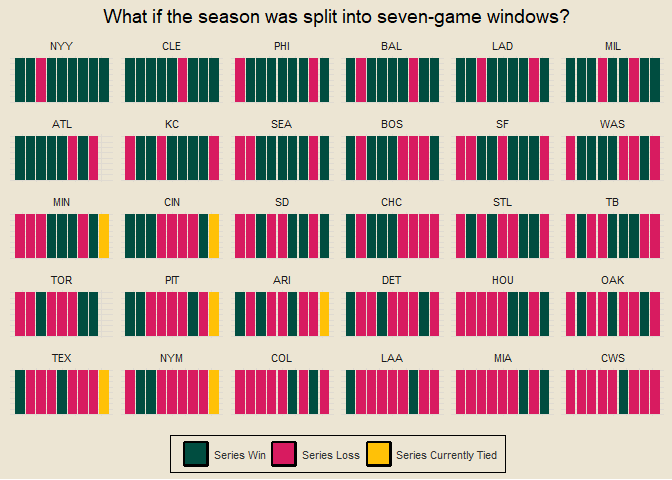 What if the season was split into seven-game windows?
NYY CLE PHI BAL LAD MIL
ATL KC SEA BOS SF WAS
MIN CIN SD CHC STL TB
TOR PIT ARI DET HOU OAK
TEX NYM COL LAA MIA CWS
Series Win Series Loss Series Currently Tied